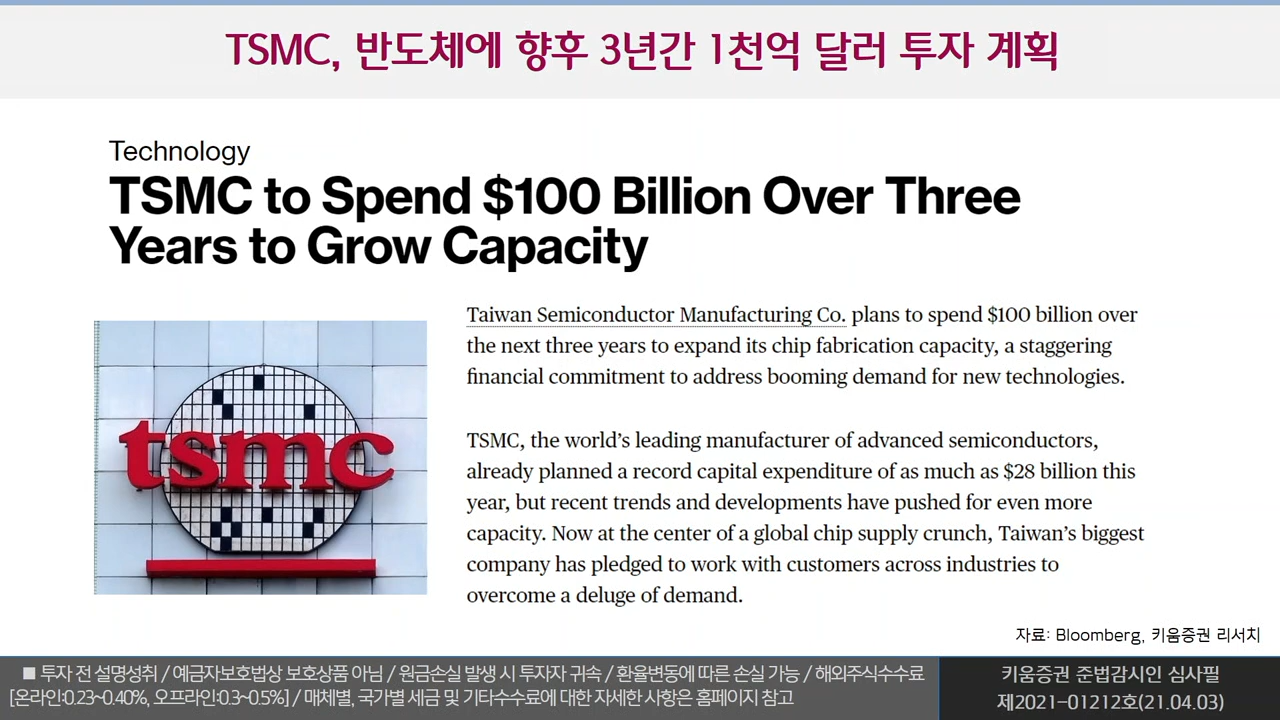 TSMC, 반도체에 향후 3년간 1천억 달러 투자 계획
Technology
TSMC to Spend $100 Billion Over Three
Years to Grow Capacity
tsmc
Taiwan Semiconductor Manufacturing Co. plans to spend $100 billion over
the next three years to expand its chip fabrication capacity, a staggering
financial commitment to address booming demand for new technologies.
TSMC, the world’s leading manufacturer of advanced semiconductors,
already planned a record capital expenditure of as much as $28 billion this
year, but recent trends and developments have pushed for even more
capacity. Now at the center of a global chip supply crunch, Taiwan’s biggest
company has pledged to work with customers across industries to
overcome a deluge of demand.
자료: Bloomberg, 키움증권 리서치
■ 투자 전 설명성취 / 예금자보호법상 보호상품 아님 / 원금손실 발생 시 투자자 귀속 / 환율변동에 따른 손실 가능 / 해외주식수수료
[온라인:0.23~0.40%, 오프라인:0.3~0.5%] / 매체별, 국가별 세금 및 기타수수료에 대한 자세한 사항은 홈페이지 참고
키움증권 준법감시인 심사필
제2021-01212호(21.04.03)